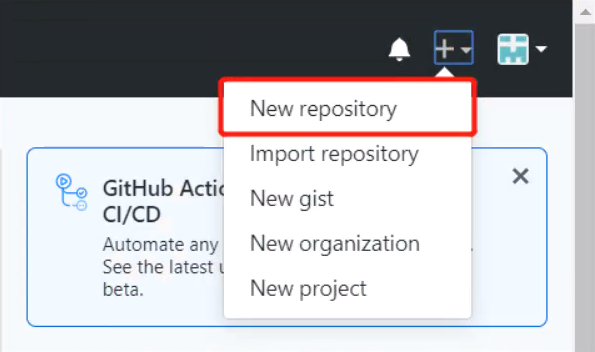 New repository
Import repository
New gist
New organization
New project
GitHub Actio
CI/CD
Automate any
See the latest
beta.